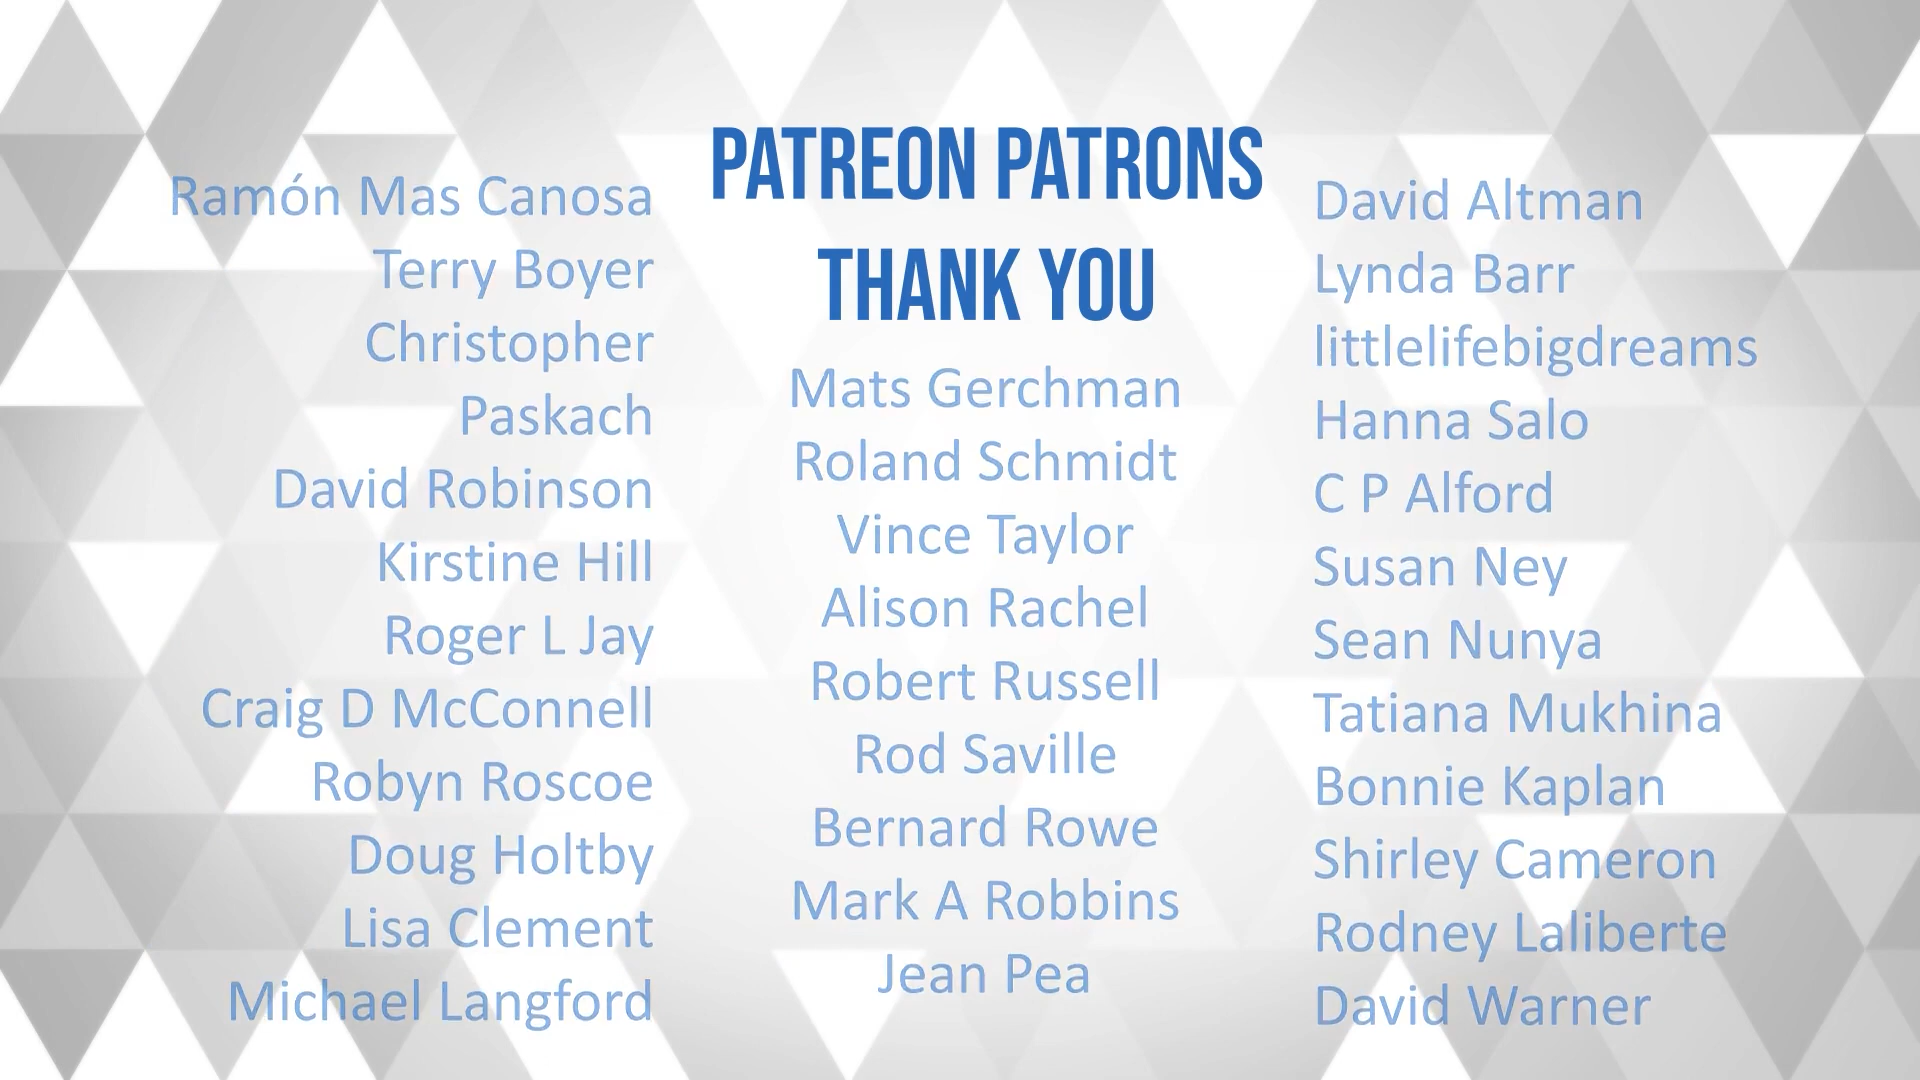 PATREON PATRONS
THANK YOU
Ramón Mas Canosa
Terry Boyer
Christopher
Paskach
David Robinson
Kirstine Hill
Roger L Jay
Craig D McConnell
Robyn Roscoe
Doug Holtby
Lisa Clement
Michael Langford
Mats Gerchman
Roland Schmidt
Vince Taylor
Alison Rachel
Robert Russell
Rod Saville
Bernard Rowe
Mark A Robbins
Jean Pea
David Altman
Lynda Barr
littlelifebigdreams
Hanna Salo
C P Alford
Susan Ney
Sean Nunya
Tatiana Mukhina
Bonnie Kaplan
Shirley Cameron
Rodney Laliberte
David Warner